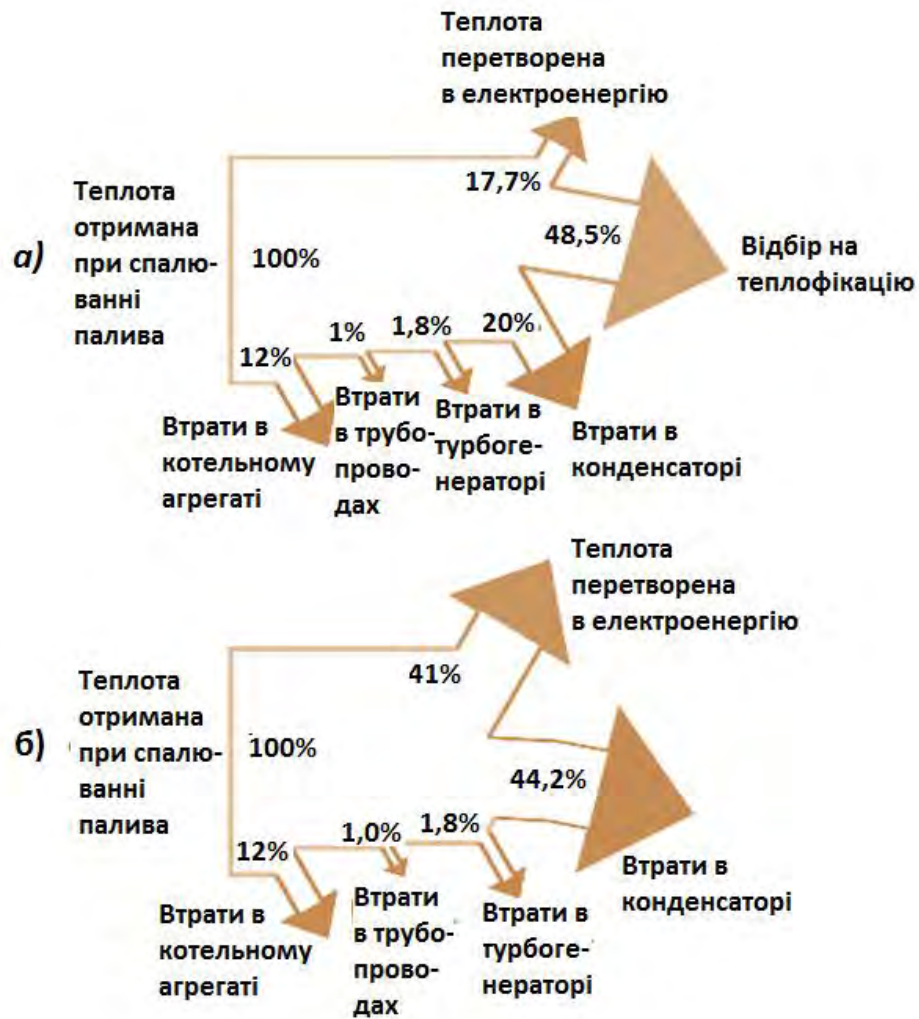 Теплота
перетворена
в електроенергію
17,7%
Теплота
отримана
при спалю-
ванні
палива
а)
100%
48,5%
Відбір на
теплофікацію
12%
1%
1,8%
20%
Втрати в
котельному
агрегаті
Втрати
в трубо-
прово-
дах
Втрати в
турбоге-
нераторі
Втрати в
конденсаторі
Теплота
перетворена
в електроенергію
41%
Теплота
отримана
при спалю-
ванні
палива
б)
100%
44,2%
12%
1,0%
1,8%
Втрати в
конденсаторі
Втрати в
котельному
агрегаті
Втрати
в трубо-
прово-
дах
Втрати в
турбоге-
нераторі